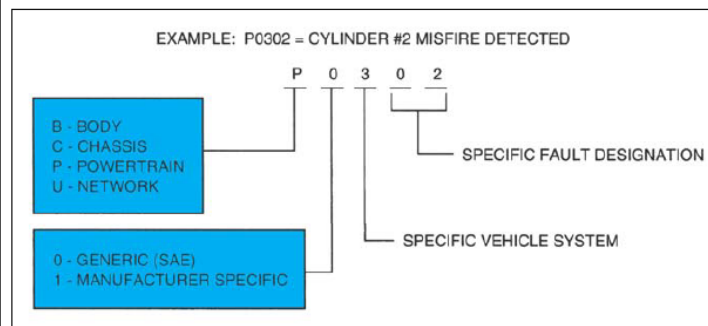 EXAMPLE: P0302 = CYLINDER #2 MISFIRE DETECTED
P 0 3 0 2
B - BODY
C - CHASSIS
P - POWERTRAIN
U - NETWORK
SPECIFIC FAULT DESIGNATION
SPECIFIC VEHICLE SYSTEM
0 - GENERIC (SAE)
1 - MANUFACTURER SPECIFIC